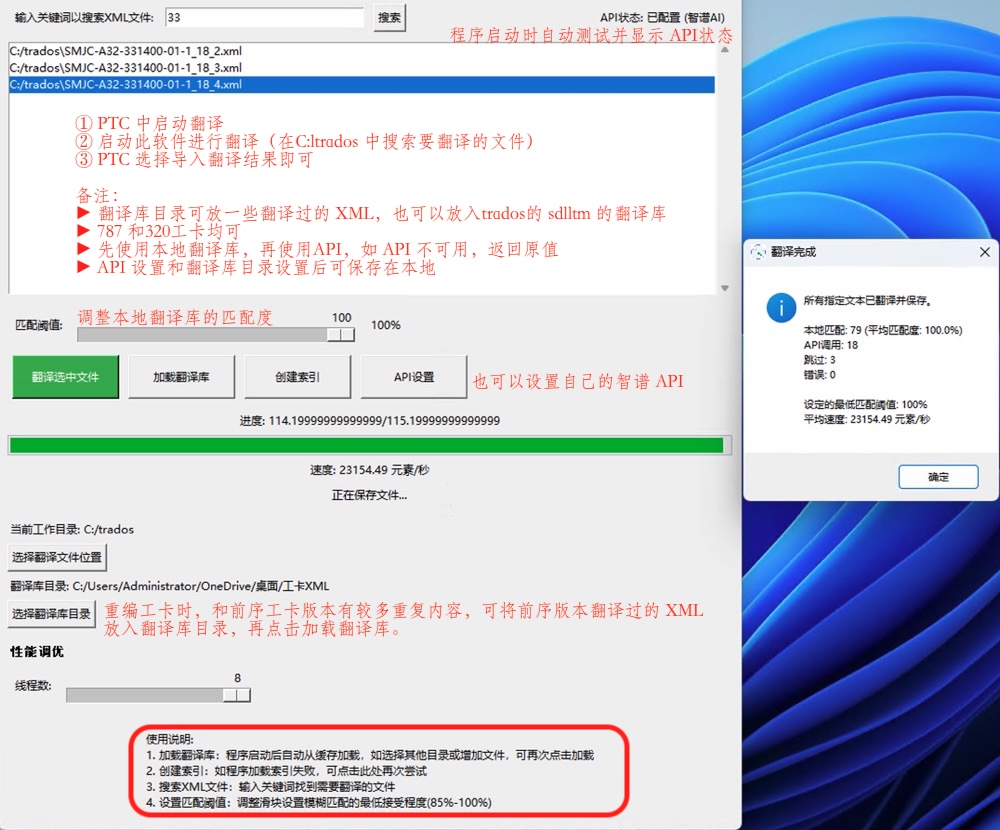 输入关键词以搜索XML文件:
33
搜索
API状态: 已配置 (智谱AI)
程序启动时自动测试并显示 API状态
C:/trados\SMJC-A32-331400-01-1_18_2.xml
C:/trados\SMJC-A32-331400-01-1_18_3.xml
C:/trados\SMJC-A32-331400-01-1_18_4.xml
① PTC 中启动翻译
② 启动此软件进行翻译（在C:ltrados 中搜索要翻译的文件）
③ PTC 选择导入翻译结果即可
备注：
▶ 翻译库目录可放一些翻译过的 XML，也可以放入trados的 sdlltm 的翻译库
▶ 787 和320工卡均可
▶ 先使用本地翻译库，再使用API，如 API 不可用，返回原值
▶ API 设置和翻译库目录设置后可保存在本地
匹配阈值:
调整本地翻译库的匹配度
100
100%
翻译选中文件
加载翻译库
创建索引
API设置
也可以设置自己的智谱 API
进度: 114.19999999999999/115.19999999999999
速度: 23154.49 元素/秒
正在保存文件...
当前工作目录: C:/trados
选择翻译文件位置
翻译库目录: C:/Users/Administrator/OneDrive/桌面/工卡XML
选择翻译库目录
重编工卡时，和前序工卡版本有较多重复内容，可将前序版本翻译过的 XML
放入翻译库目录，再点击加载翻译库。
性能调优
线程数:
8
使用说明:
1. 加载翻译库：程序启动后自动从缓存加载，如选择其他目录或增加文件，可再次点击加载
2. 创建索引：如程序加载索引失败，可点击此处再次尝试
3. 搜索XML文件：输入关键词找到需要翻译的文件
4. 设置匹配阈值：调整滑块设置模糊匹配的最低接受程度(85%-100%)
翻译完成
所有指定文本已翻译并保存。
本地匹配: 79 (平均匹配度: 100.0%)
API调用: 18
跳过: 3
错误: 0
设定的最低匹配阈值: 100%
平均速度: 23154.49 元素/秒
确定